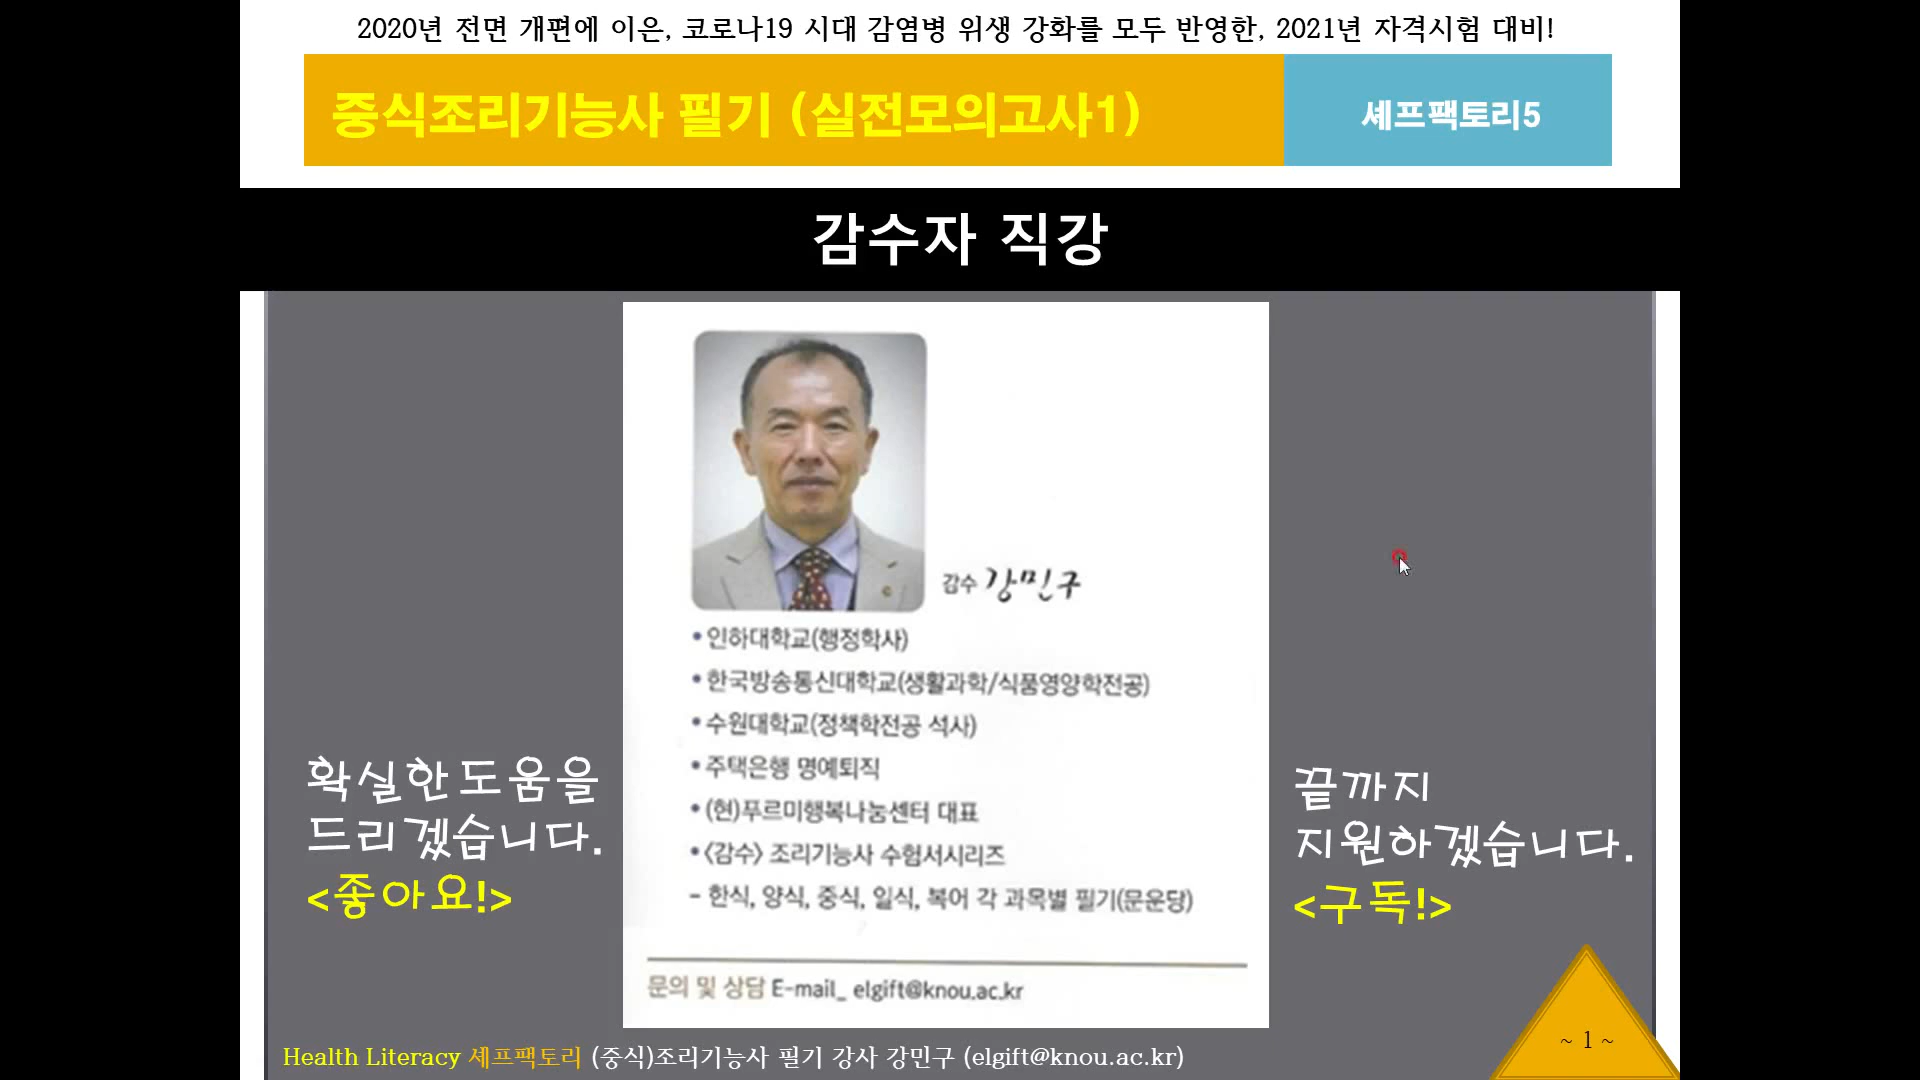 2020년 전면 개편에 이은, 코로나19 시대 감염병 위생 강화를 모두 반영한, 2021년 자격시험 대비!
중식조리기능사 필기 (실전모의고사1)
셰프팩토리5
감수자 직강
감수 강민구
• 인하대학교(행정학사)
• 한국방송통신대학교(생활과학/식품영양학전공)
• 수원대학교(정책학전공 석사)
• 주택은행 명예퇴직
• (현)푸르미행복나눔센터 대표
• <감수> 조리기능사 수험서시리즈
- 한식, 양식, 중식, 일식, 복어 각 과목별 필기(문운당)
문의 및 상담 E-mail_ elgift@knou.ac.kr
확실한도움을
드리겠습니다.
<좋아요!>
끝까지
지원하겠습니다.
<구독!>
Health Literacy 셰프팩토리 (중식)조리기능사 필기 강사 강민구 (elgift@knou.ac.kr)
~ 1 ~